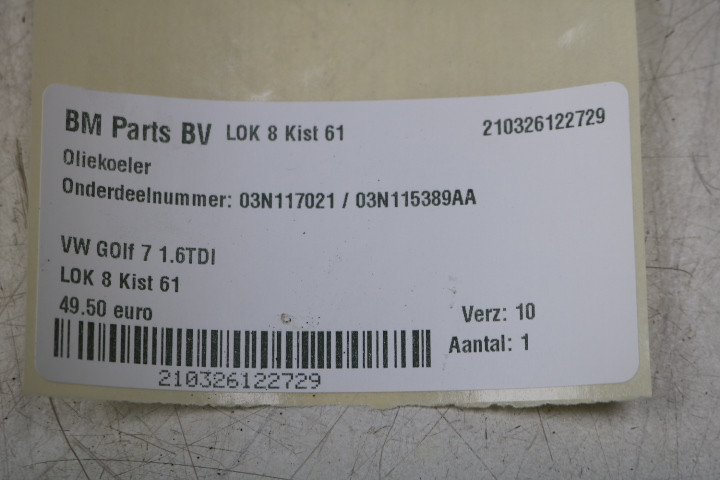 BM Parts BV LOK 8 Kist 61 210326122729
Oliekoeler
Onderdeelnummer: 03N117021 / 03N115389AA
VW GOlf 7 1.6TDI
LOK 8 Kist 61
49.50 euro Verz: 10
Aantal: 1
210326122729